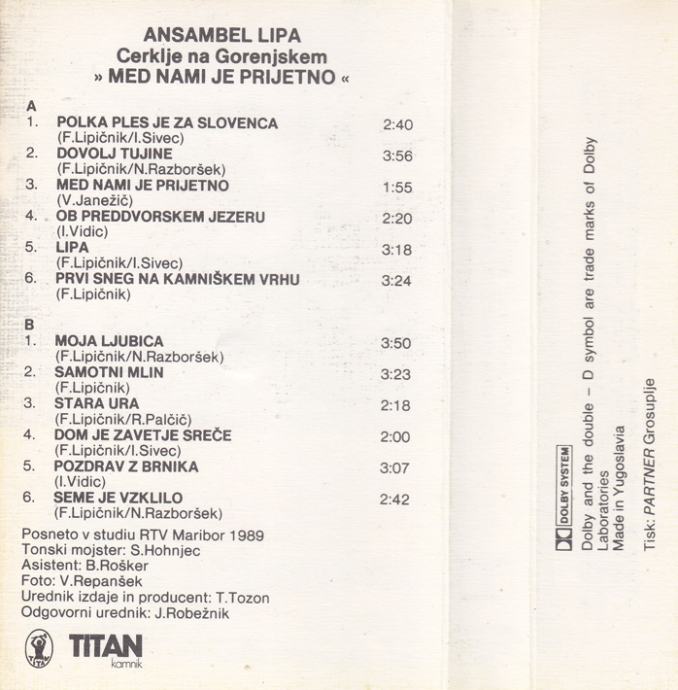 ANSAMBEL LIPA
Cerklje na Gorenjskem
» MED NAMI JE PRIJETNO «
A
1. POLKA PLES JE ZA SLOVENCA 2:40
(F.Lipičnik/I.Sivec)
2. DOVOLJ TUJINE 3:56
(F.Lipičnik/N.Razboršek)
3. MED NAMI JE PRIJETNO 1:55
(V.Janežič)
4. OB PREDDVORSKEM JEZERU 2:20
(I.Vidic)
5. LIPA 3:18
(F.Lipičnik/I.Sivec)
6. PRVI SNEG NA KAMNIŠKEM VRHU 3:24
(F.Lipičnik)
B
1. MOJA LJUBICA 3:50
(F.Lipičnik/N.Razboršek)
2. SAMOTNI MLIN 3:23
(F.Lipičnik)
3. STARA URA 2:18
(F.Lipičnik/R.Palčič)
4. DOM JE ZAVETJE SREČE 2:00
(F.Lipičnik/I.Sivec)
5. POZDRAV Z BRNIKA 3:07
(I.Vidic)
6. SEME JE VZKLILO 2:42
(F.Lipičnik/N.Razboršek)
Posneto v studiu RTV Maribor 1989
Tonski mojster: S.Hohnjec
Asistent: B.Rošker
Foto: V.Repanšek
Urednik izdaje in producent: T.Tozon
Odgovorni urednik: J.Robežnik
TITAN
TITAN
kamnik
DOLBY SYSTEM
Dolby and the double – D symbol are trade marks of Dolby
Laboratories
Made in Yugoslavia
Tisk: PARTNER Grosuplje